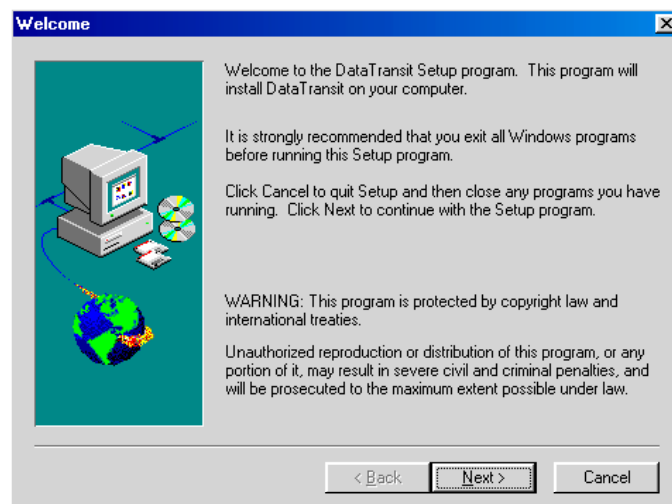 Welcome
Welcome to the DataTransit Setup program. This program will
install DataTransit on your computer.
It is strongly recommended that you exit all Windows programs
before running this Setup program.
Click Cancel to quit Setup and then close any programs you have
running. Click Next to continue with the Setup program.
WARNING: This program is protected by copyright law and
international treaties.
Unauthorized reproduction or distribution of this program, or any
portion of it, may result in severe civil and criminal penalties, and
will be prosecuted to the maximum extent possible under law.
< Back Next > Cancel